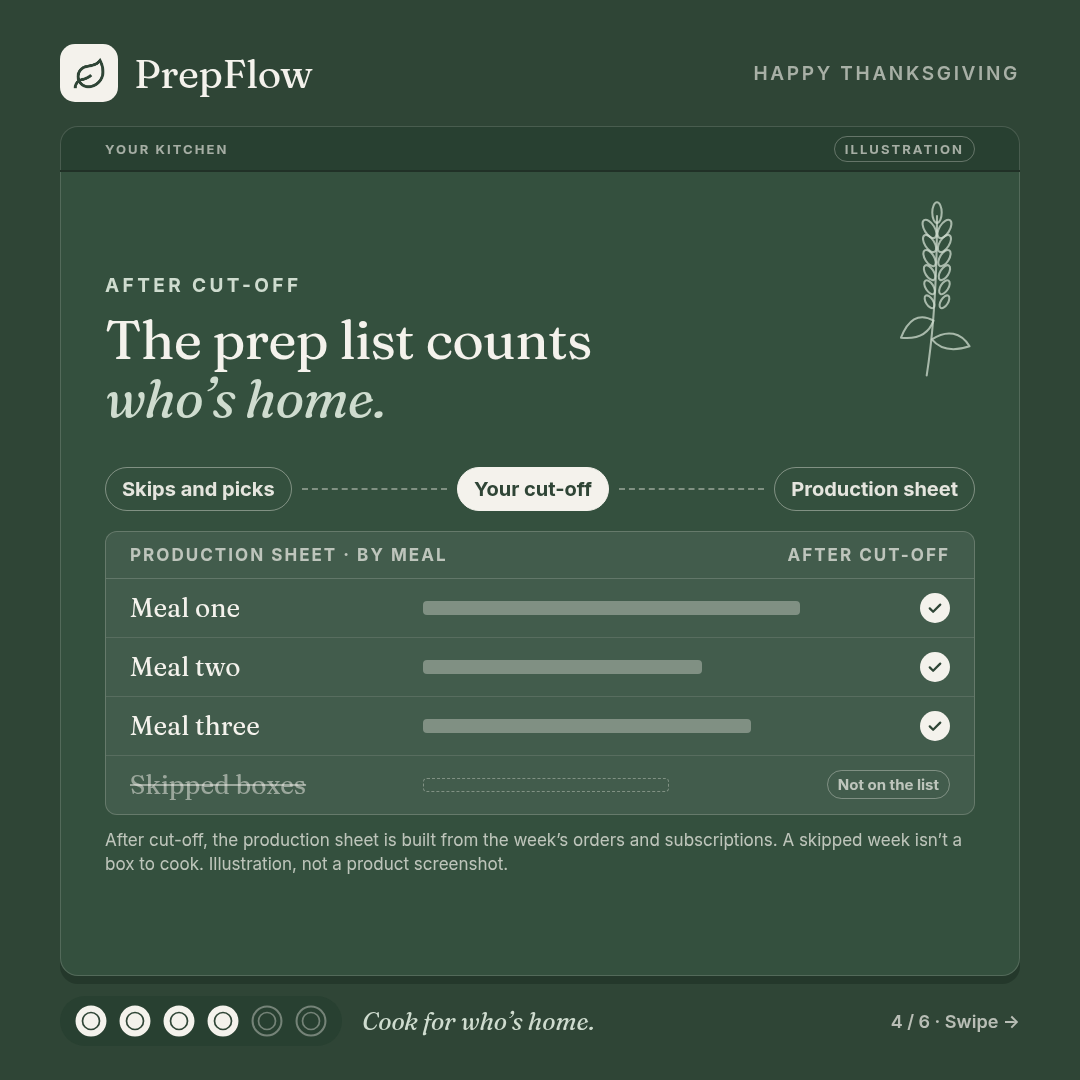 PrepFlow
HAPPY THANKSGIVING
YOUR KITCHEN
ILLUSTRATION
AFTER CUT-OFF
The prep list counts
who’s home.
Skips and picks
Your cut-off
Production sheet
PRODUCTION SHEET · BY MEAL
AFTER CUT-OFF
Meal one
Meal two
Meal three
Skipped boxes
Not on the list
After cut-off, the production sheet is built from the week’s orders and subscriptions. A skipped week isn’t a
box to cook. Illustration, not a product screenshot.
Cook for who’s home.
4 / 6 · Swipe →